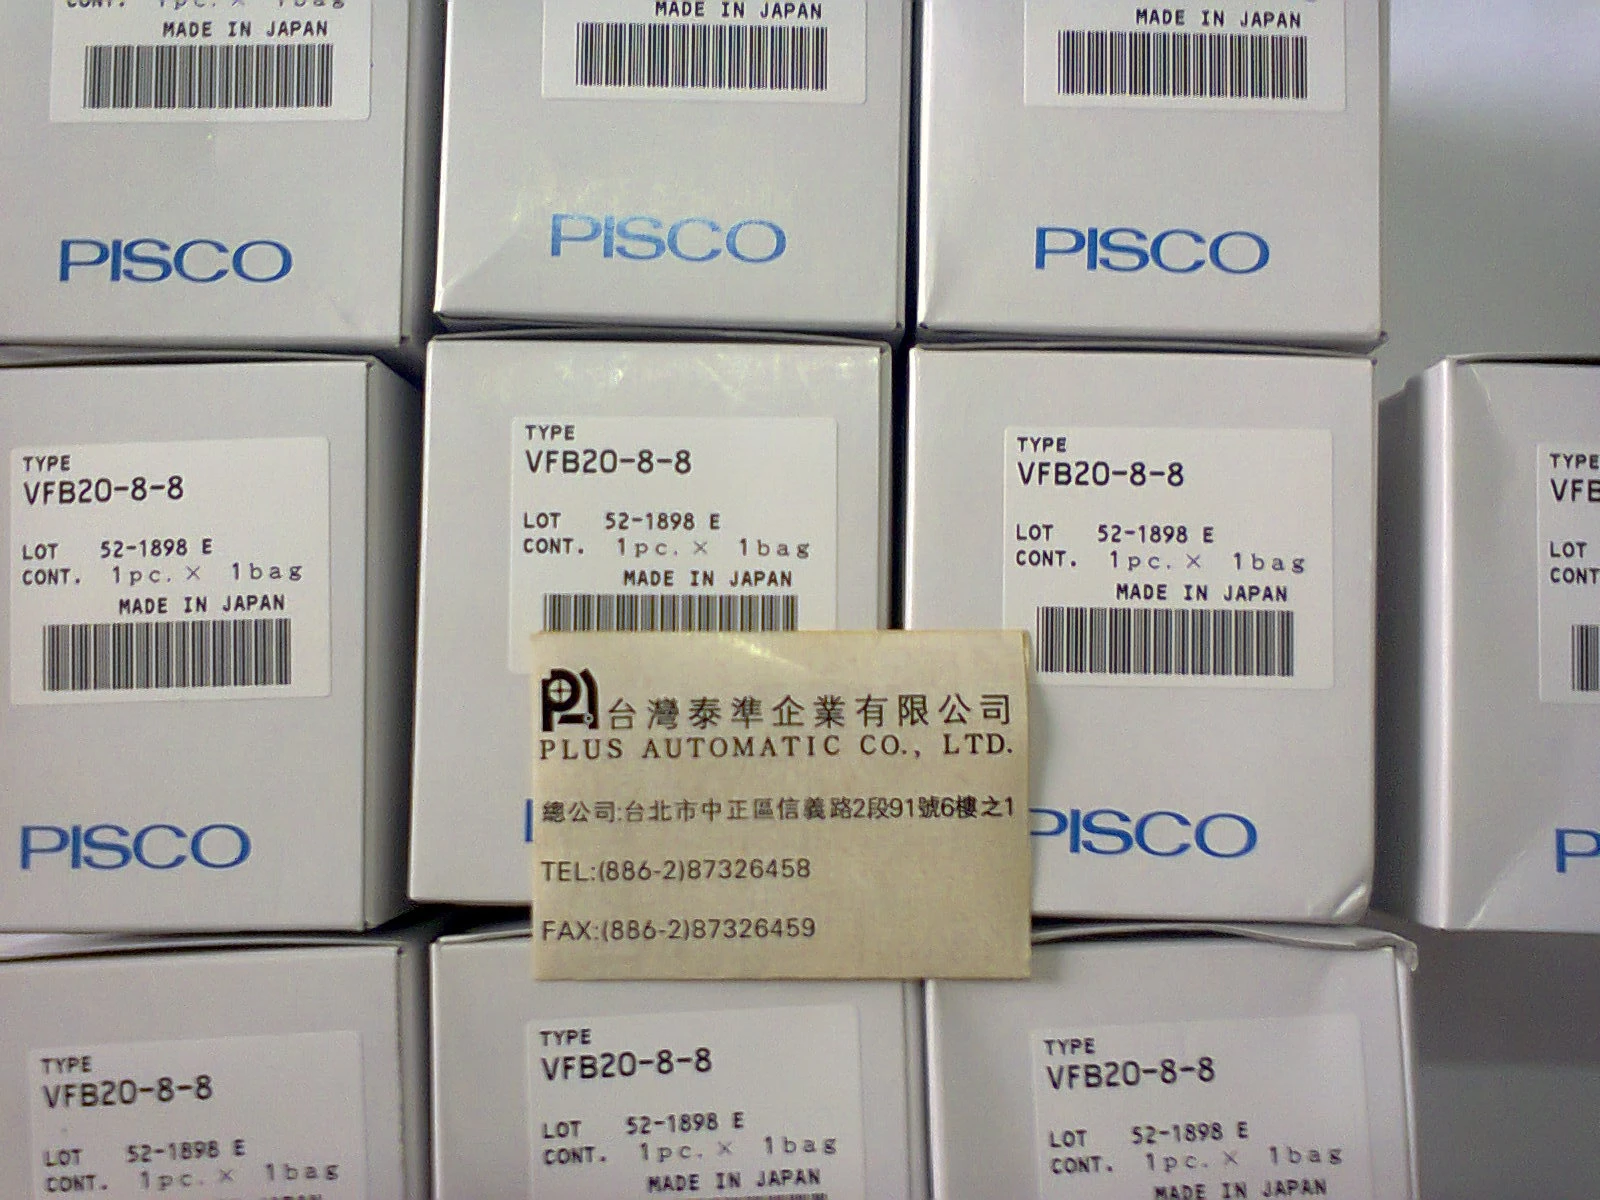 1pc. × 1bag
MADE IN JAPAN
PISCO
MADE IN JAPAN
PISCO
MADE IN JAPAN
PISCO
TYPE
VFB20-8-8
LOT 52-1898 E
CONT. 1pc. × 1bag
MADE IN JAPAN
PISCO
TYPE
VFB20-8-8
LOT 52-1898 E
CONT. 1pc. × 1bag
MADE IN JAPAN
TYPE
VFB20-8-8
LOT 52-1898 E
CONT. 1pc. × 1bag
MADE IN JAPAN
PISCO
TYPE
VFB
LOT
CONT
P
台灣泰準企業有限公司
PLUS AUTOMATIC CO., LTD.
總公司:台北市中正區信義路2段91號6樓之1
TEL:(886-2)87326458
FAX:(886-2)87326459
TYPE
VFB20-8-8
LOT 52-1898 E
CONT. 1pc. × 1bag
TYPE
VFB20-8-8
LOT 52-1898 E
CONT. 1pc. × 1bag
MADE IN JAPAN
TYPE
VFB20-8-8
LOT 52-1898 E
CONT. 1pc. × 1bag
MADE IN JAPAN